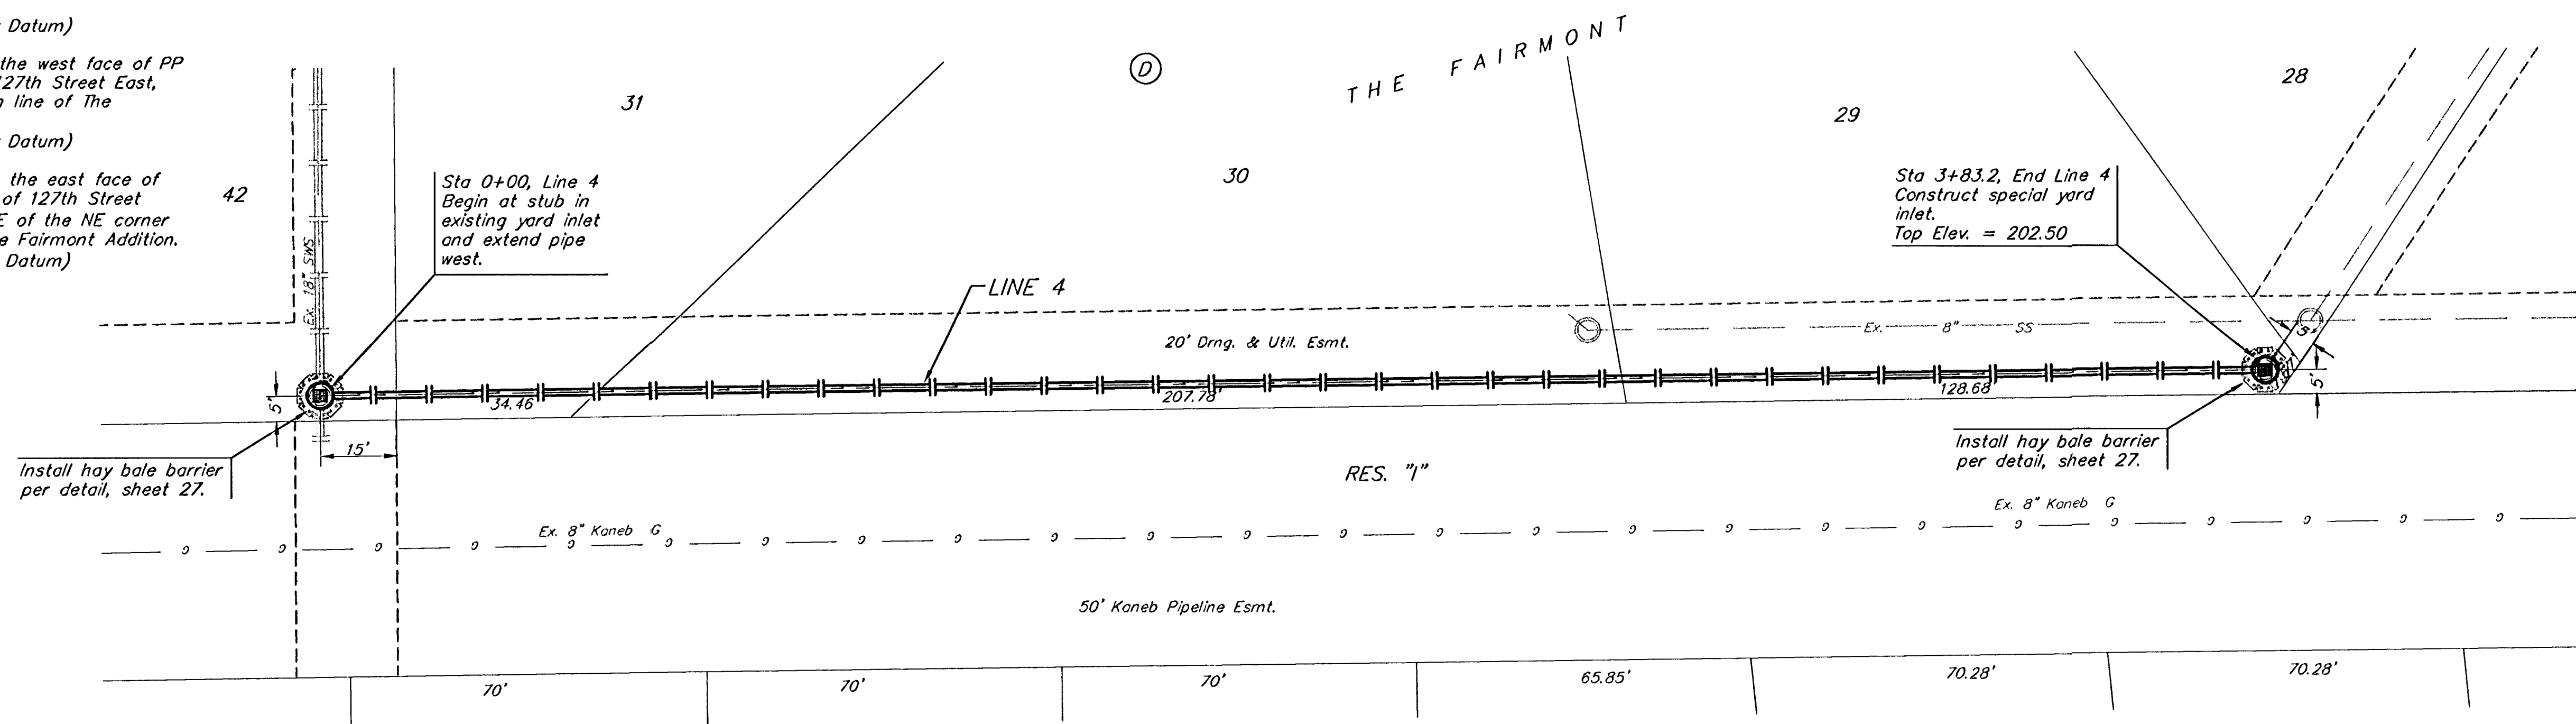 Datum)
the west face of PP
127th Street East,
line of The
Datum)
the east face of
of 127th Street
E of the NE corner
e Fairmont Addition.
Datum)
42
31
D
THE FAIRMONT
30
29
28
Sta 0+00, Line 4
Begin at stub in
existing yard inlet
and extend pipe
west.
Sta 3+83.2, End Line 4
Construct special yard
inlet.
Top Elev. = 202.50
Ex. 18" SWS
LINE 4
20' Drng. & Util. Esmt.
Ex. 8" SS
5'
5'
5'
34.46
207.78'
128.68
15'
Install hay bale barrier
per detail, sheet 27.
Install hay bale barrier
per detail, sheet 27.
RES. "1"
Ex. 8" Kaneb G
Ex. 8" Kaneb G
50' Kaneb Pipeline Esmt.
70'
70'
70'
65.85'
70.28'
70.28'